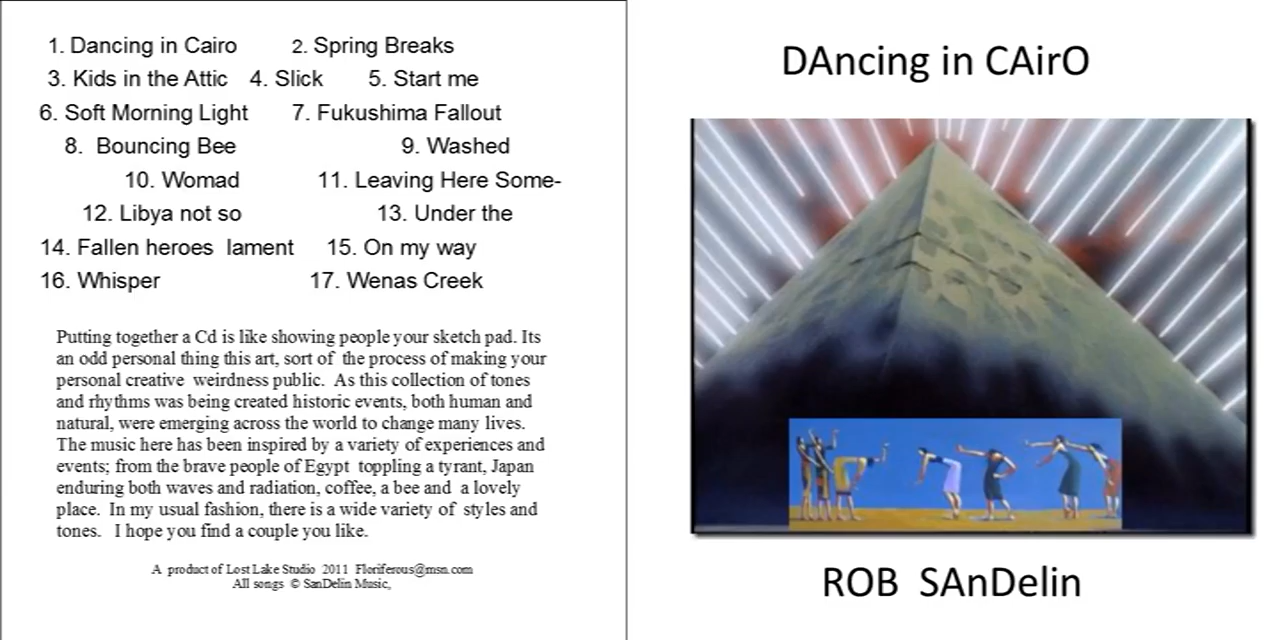 1. Dancing in Cairo 2. Spring Breaks
3. Kids in the Attic 4. Slick 5. Start me
6. Soft Morning Light 7. Fukushima Fallout
8. Bouncing Bee 9. Washed
10. Womad 11. Leaving Here Some-
12. Libya not so 13. Under the
14. Fallen heroes lament 15. On my way
16. Whisper 17. Wenas Creek
Putting together a Cd is like showing people your sketch pad. Its
an odd personal thing this art, sort of the process of making your
personal creative weirdness public. As this collection of tones
and rhythms was being created historic events, both human and
natural, were emerging across the world to change many lives.
The music here has been inspired by a variety of experiences and
events; from the brave people of Egypt toppling a tyrant, Japan
enduring both waves and radiation, coffee, a bee and a lovely
place. In my usual fashion, there is a wide variety of styles and
tones. I hope you find a couple you like.
A product of Lost Lake Studio 2011 Floriferous@msn.com
All songs © SanDelin Music,
DAncing in CAirO
ROB SAnDelin